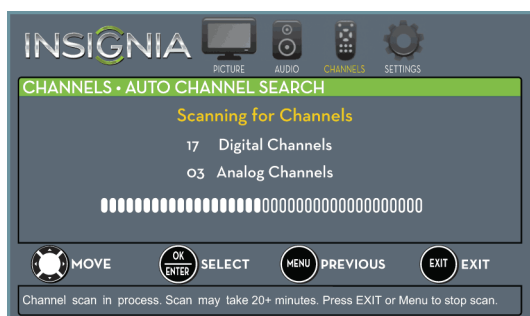 INSIGNIA
PICTURE AUDIO CHANNELS SETTINGS
CHANNELS • AUTO CHANNEL SEARCH
Scanning for Channels
17 Digital Channels
03 Analog Channels
MOVE OK ENTER SELECT MENU PREVIOUS EXIT EXIT
Channel scan in process. Scan may take 20+ minutes. Press EXIT or Menu to stop scan.